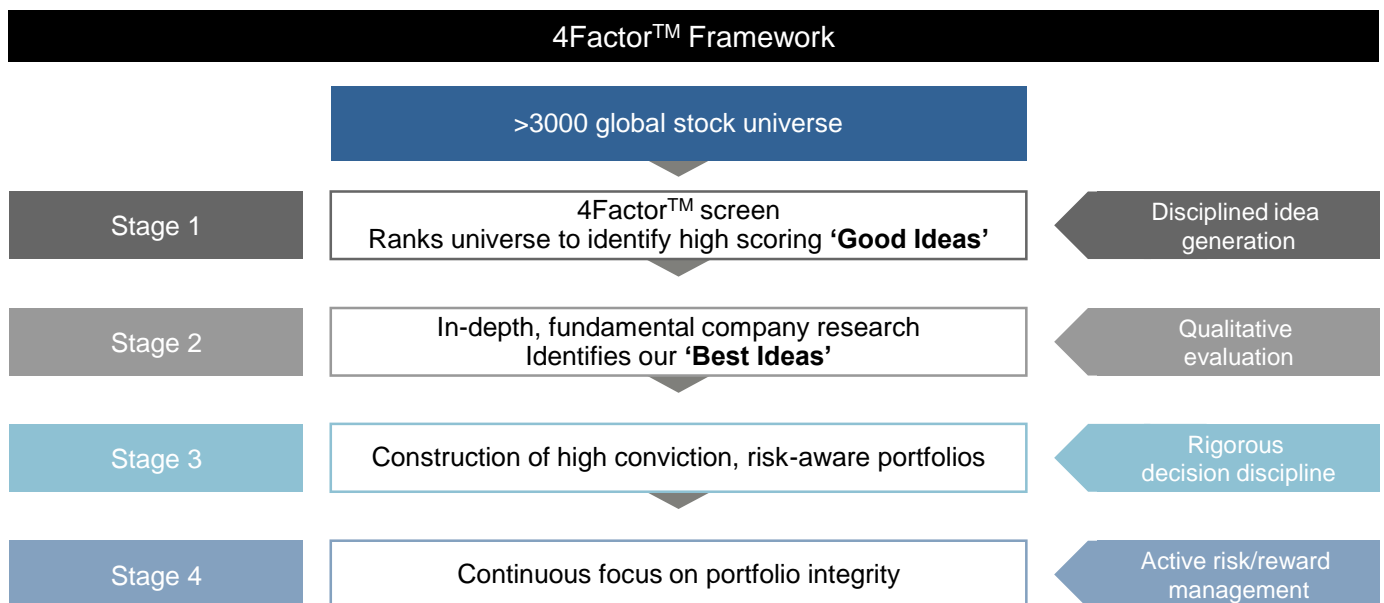 4Factor™ Framework
>3000 global stock universe
Stage 1
4Factor™ screen
Ranks universe to identify high scoring ‘Good Ideas’
Disciplined idea
generation
Stage 2
In-depth, fundamental company research
Identifies our ‘Best Ideas’
Qualitative
evaluation
Stage 3
Construction of high conviction, risk-aware portfolios
Rigorous
decision discipline
Stage 4
Continuous focus on portfolio integrity
Active risk/reward
management